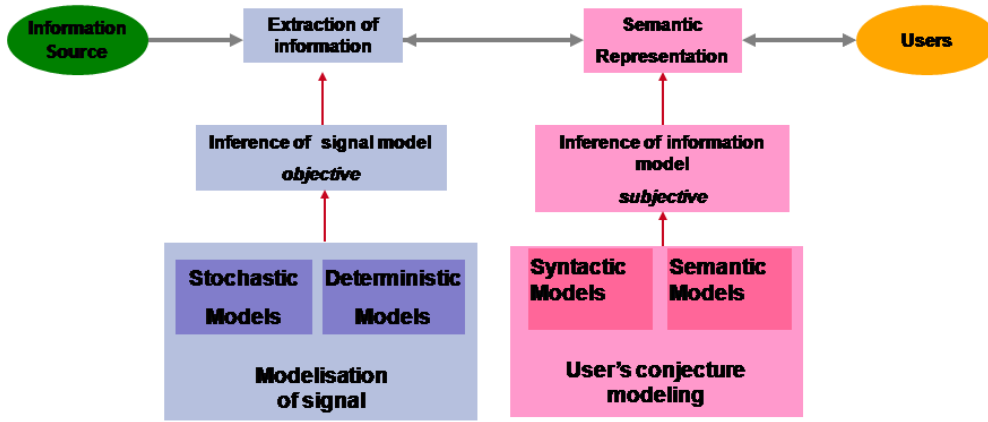 Information
Source
Extraction of
information
Semantic
Representation
Users
Inference of signal model
objective
Inference of information
model
subjective
Stochastic
Models
Deterministic
Models
Modelisation
of signal
Syntactic
Models
Semantic
Models
User's conjecture
modeling